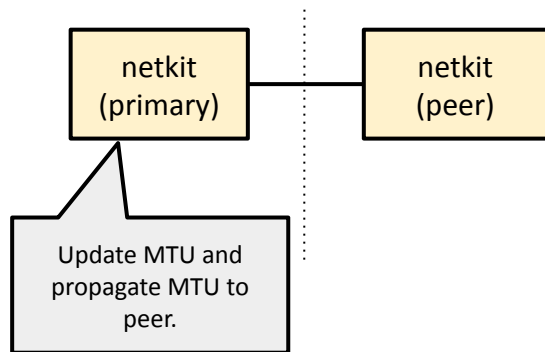 netkit
(primary)
netkit
(peer)
Update MTU and
propagate MTU to
peer.